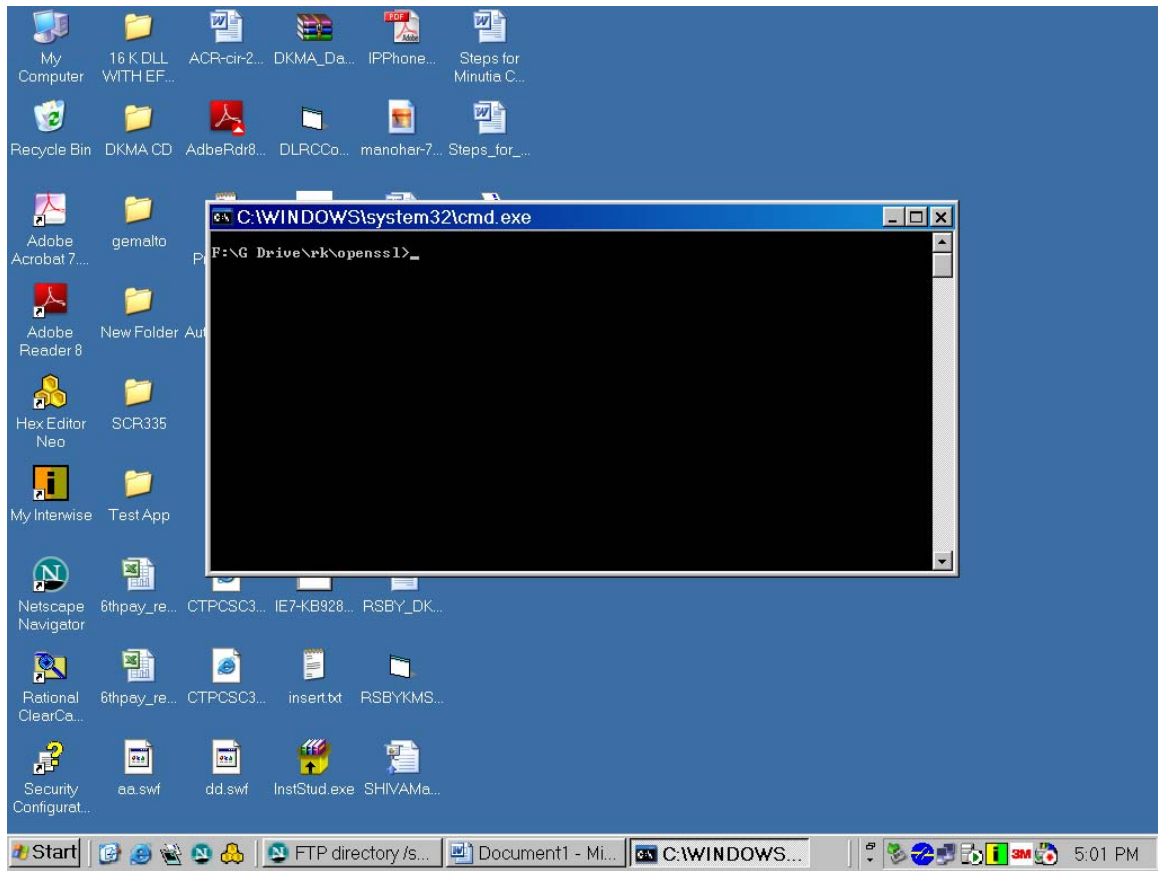 My Computer
16 K DLL WITH EF...
ACR-cir-2...
DKMA_Da...
IPPhone...
Steps for Minutia C...
Recycle Bin
DKMA CD
AdbeRdr8...
DLRCCo...
manohar-7...
Steps_for_...
Adobe Acrobat 7....
gemalto
C:\WINDOWS\system32\cmd.exe
F:\G Drive\rk\openssl>_
Adobe Reader 8
New Folder
Aut
Hex Editor Neo
SCR335
My Interwise
Test App
Netscape Navigator
6thpay_re...
CTPCSC3...
IE7-KB928...
RSBY_DK...
Rational ClearCa...
6thpay_re...
CTPCSC3...
insert.txt
RSBYKMS...
Security Configurat...
aa.swf
dd.swf
InstStud.exe
SHIVAMa...
Start
FTP directory /s...
Document1 - Mi...
C:\WINDOWS...
5:01 PM